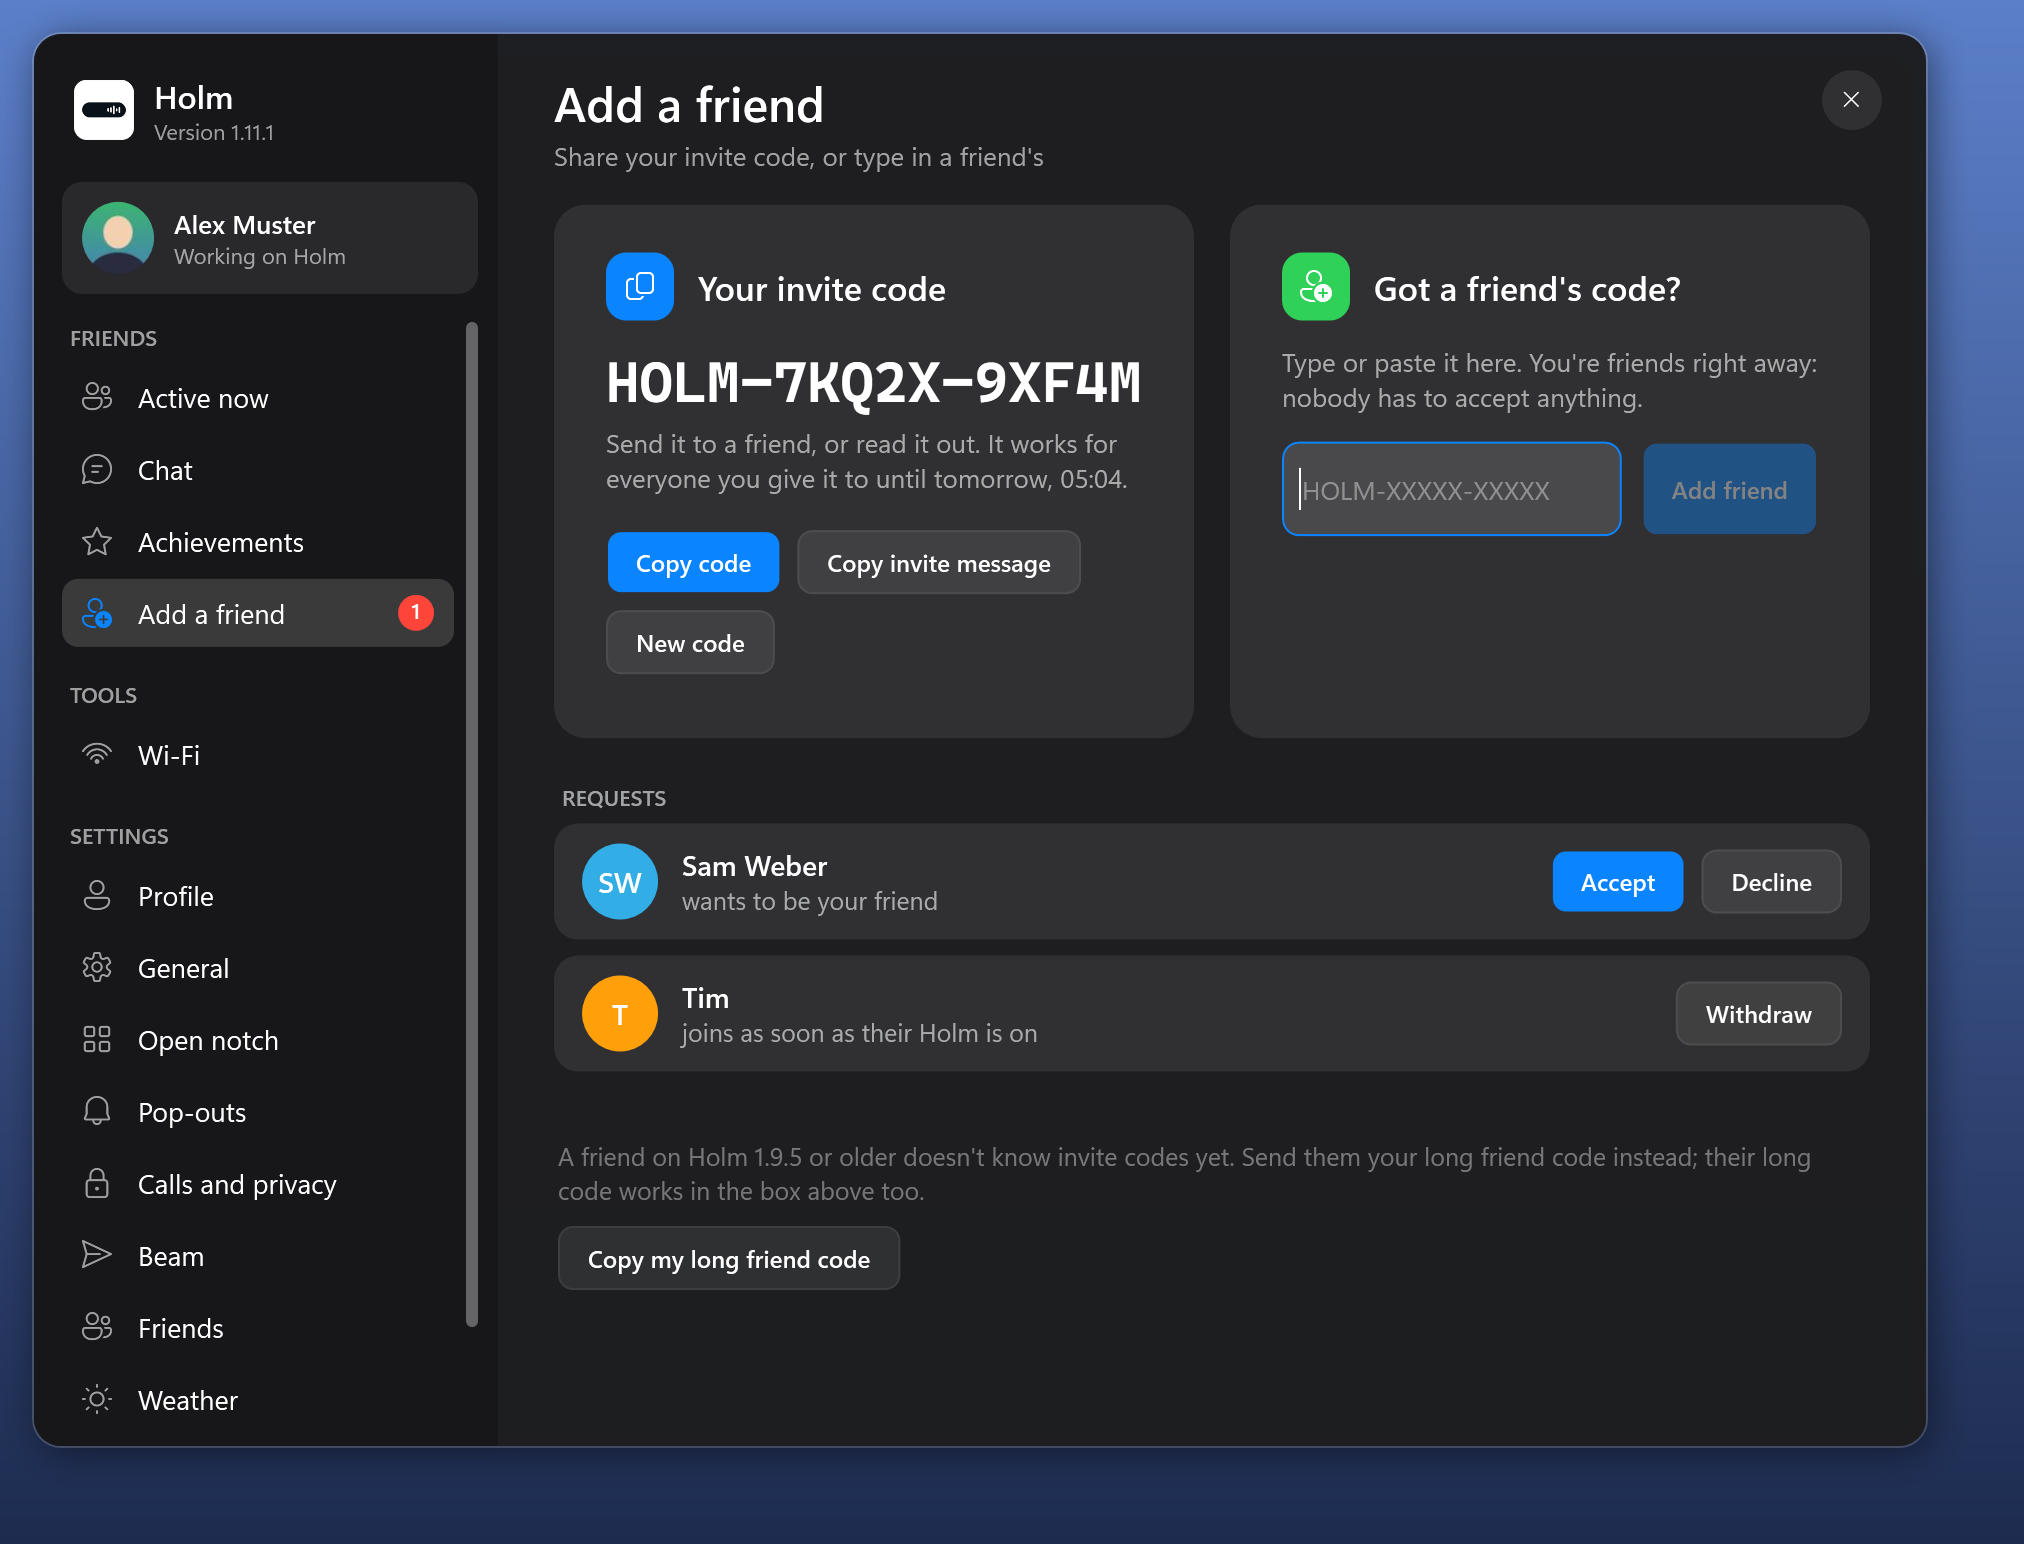 Holm
Version 1.11.1
Alex Muster
Working on Holm
FRIENDS
Active now
Chat
Achievements
Add a friend
1
TOOLS
Wi-Fi
SETTINGS
Profile
General
Open notch
Pop-outs
Calls and privacy
Beam
Friends
Weather
Add a friend
Share your invite code, or type in a friend's
Your invite code
HOLM-7KQ2X-9XF4M
Send it to a friend, or read it out. It works for
everyone you give it to until tomorrow, 05:04.
Copy code
Copy invite message
New code
Got a friend's code?
Type or paste it here. You're friends right away:
nobody has to accept anything.
HOLM-XXXXX-XXXXX
Add friend
REQUESTS
SW
Sam Weber
wants to be your friend
Accept
Decline
T
Tim
joins as soon as their Holm is on
Withdraw
A friend on Holm 1.9.5 or older doesn't know invite codes yet. Send them your long friend code instead; their long
code works in the box above too.
Copy my long friend code